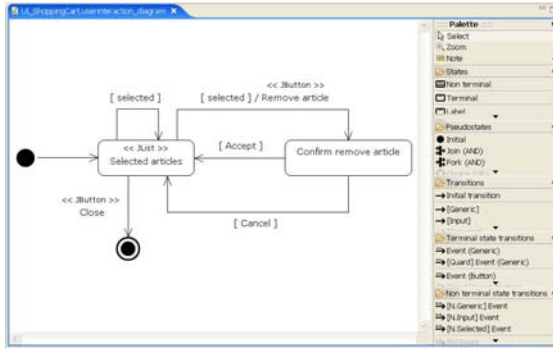 UI_ShoppingCart.userinteraction_diagram
[ selected ]
<< JButton >>
[ selected ] / Remove article
<< JList >>
Selected articles
[ Accept ]
Confirm remove article
<< JButton >>
Close
[ Cancel ]
Palette
Select
Zoom
Note
States
Non terminal
Terminal
Label
Pseudostates
Initial
Join (AND)
Fork (AND)
Transitions
Initial transition
[Generic]
[Input]
Terminal state transitions
Event (Generic)
[Guard] Event (Generic)
Event (Button)
Non terminal state transitions
[N.Generic] Event
[N.Input] Event
[N.Selected] Event